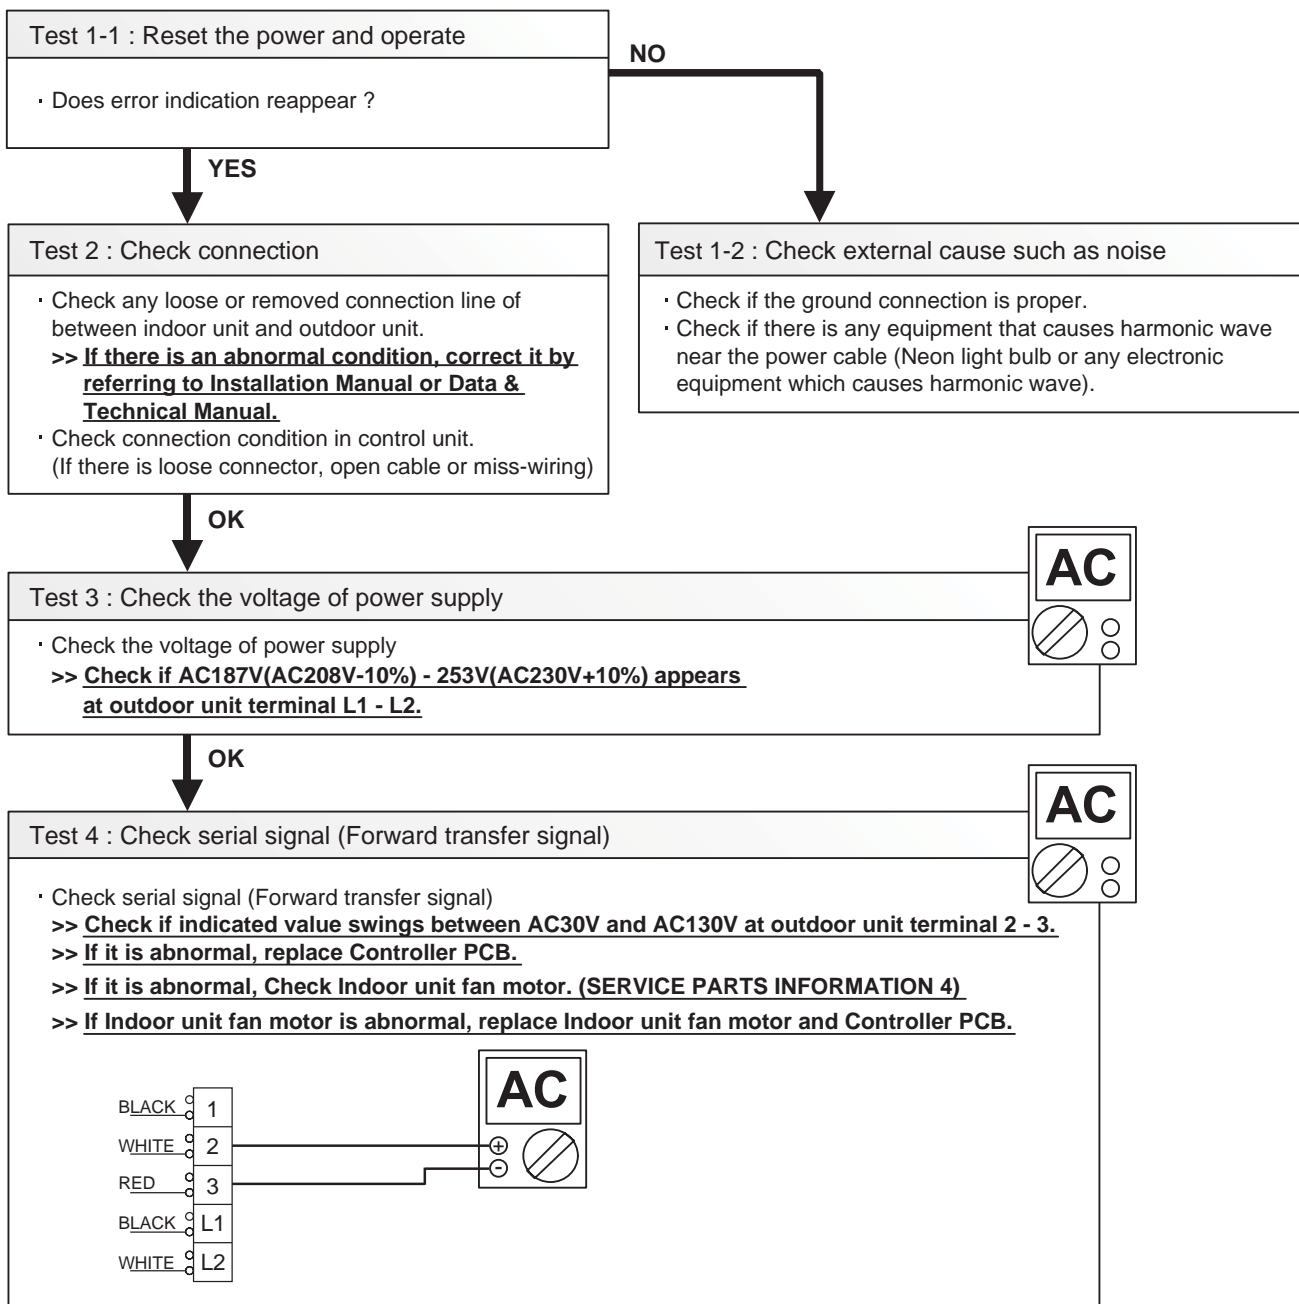 Test 1-1 : Reset the power and operate
· Does error indication reappear ?
NO
YES
Test 2 : Check connection
· Check any loose or removed connection line of
between indoor unit and outdoor unit.
>> If there is an abnormal condition, correct it by
referring to Installation Manual or Data &
Technical Manual.
· Check connection condition in control unit.
(If there is loose connector, open cable or miss-wiring)
Test 1-2 : Check external cause such as noise
· Check if the ground connection is proper.
· Check if there is any equipment that causes harmonic wave
near the power cable (Neon light bulb or any electronic
equipment which causes harmonic wave).
OK
Test 3 : Check the voltage of power supply
AC
· Check the voltage of power supply
>> Check if AC187V(AC208V-10%) - 253V(AC230V+10%) appears
at outdoor unit terminal L1 - L2.
OK
Test 4 : Check serial signal (Forward transfer signal)
AC
· Check serial signal (Forward transfer signal)
>> Check if indicated value swings between AC30V and AC130V at outdoor unit terminal 2 - 3.
>> If it is abnormal, replace Controller PCB.
>> If it is abnormal, Check Indoor unit fan motor. (SERVICE PARTS INFORMATION 4)
>> If Indoor unit fan motor is abnormal, replace Indoor unit fan motor and Controller PCB.
AC
+
-
BLACK 1
WHITE 2
RED 3
BLACK L1
WHITE L2